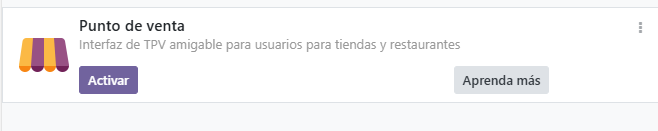 Punto de venta
Interfaz de TPV amigable para usuarios para tiendas y restaurantes
Activar
Aprenda más